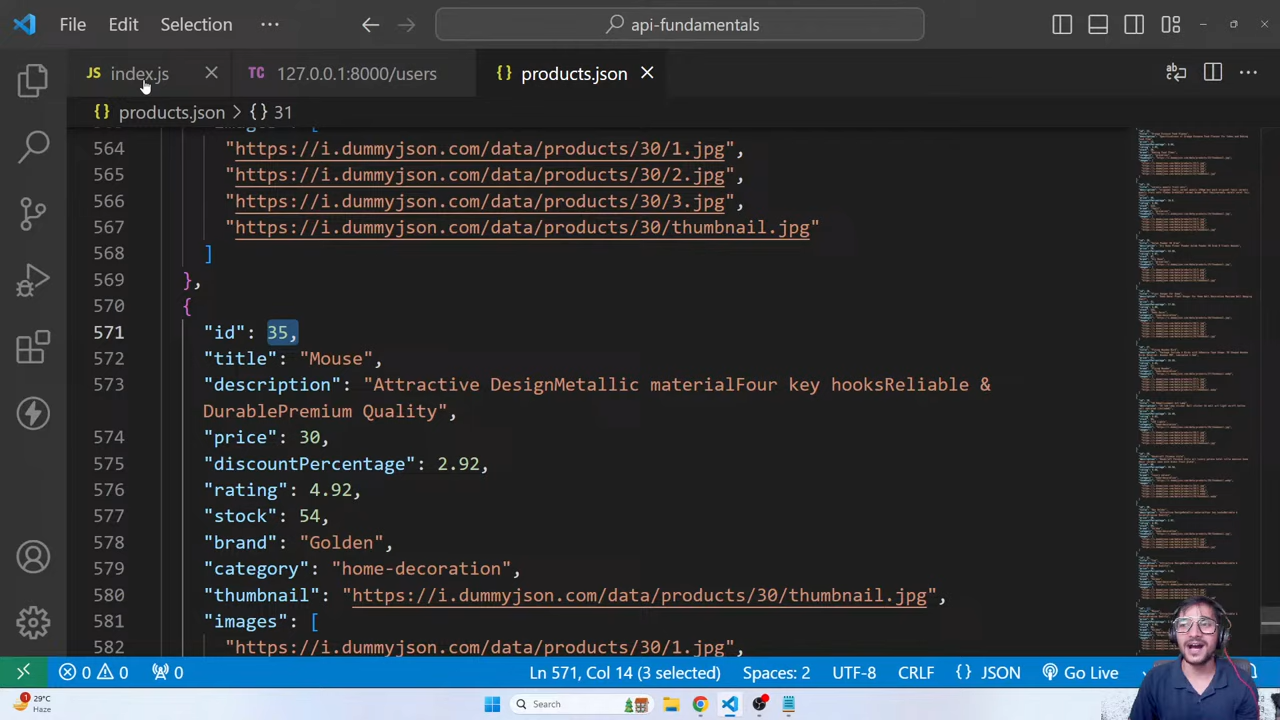 File Edit Selection ··· api-fundamentals
JS index.js TC 127.0.0.1:8000/users {} products.json
{} products.json > {} 31
564 "https://i.dummyjson.com/data/products/30/1.jpg",
565 "https://i.dummyjson.com/data/products/30/2.jpg",
566 "https://i.dummyjson.com/data/products/30/3.jpg",
567 "https://i.dummyjson.com/data/products/30/thumbnail.jpg"
568 ]
569 },
570 {
571 "id": 35,
572 "title": "Mouse",
573 "description": "Attractive DesignMetallic materialFour key hooksReliable &
DurablePremium Quality",
574 "price": 30,
575 "discountPercentage": 2.92,
576 "rating": 4.92,
577 "stock": 54,
578 "brand": "Golden",
579 "category": "home-decoration",
580 "thumbnail": "https://i.dummyjson.com/data/products/30/thumbnail.jpg",
581 "images": [
582 "https://i.dummyjson.com/data/products/30/1.jpg",
0 0 0 Ln 571, Col 14 (3 selected) Spaces: 2 UTF-8 CRLF {} JSON Go Live
29°C
Haze
Search